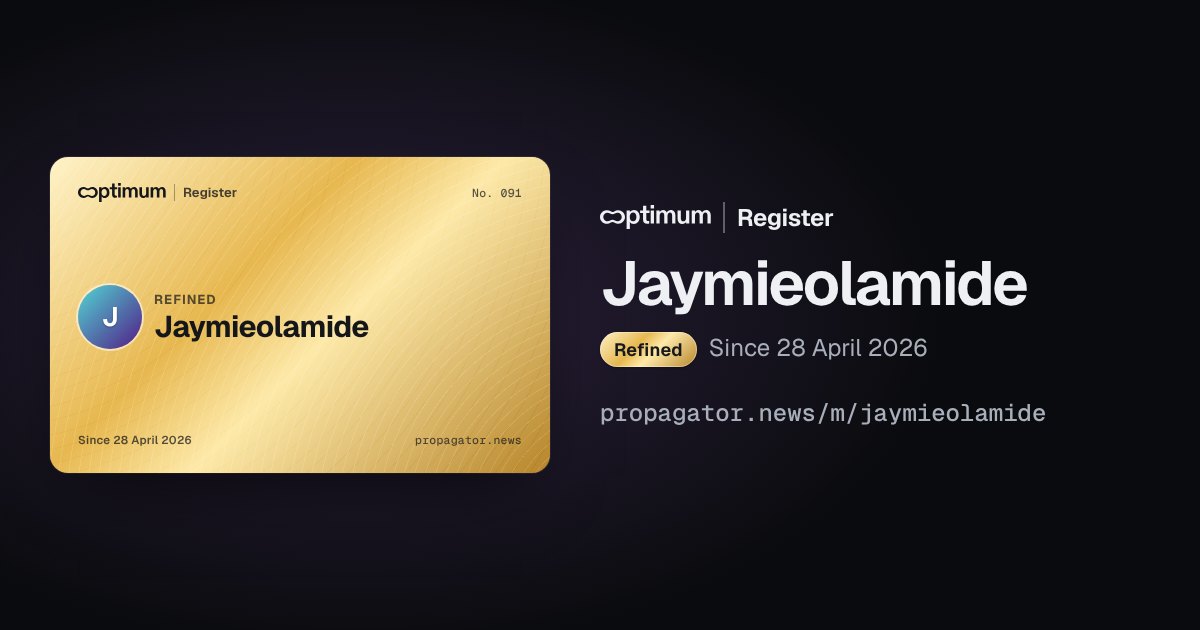 optimum | Register
No. 091
J
REFINED
Jaymieolamide
Since 28 April 2026
propagator.news
optimum | Register
Jaymieolamide
Refined Since 28 April 2026
propagator.news/m/jaymieolamide